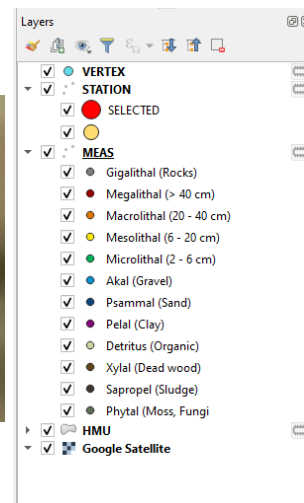 Layers
VERTEX
STATION
SELECTED
MEAS
Gigalithal (Rocks)
Megalithal (> 40 cm)
Macrolithal (20 - 40 cm)
Mesolithal (6 - 20 cm)
Microlithal (2 - 6 cm)
Akal (Gravel)
Psammal (Sand)
Pelal (Clay)
Detritus (Organic)
Xylal (Dead wood)
Sapropel (Sludge)
Phytal (Moss, Fungi
HMU
Google Satellite